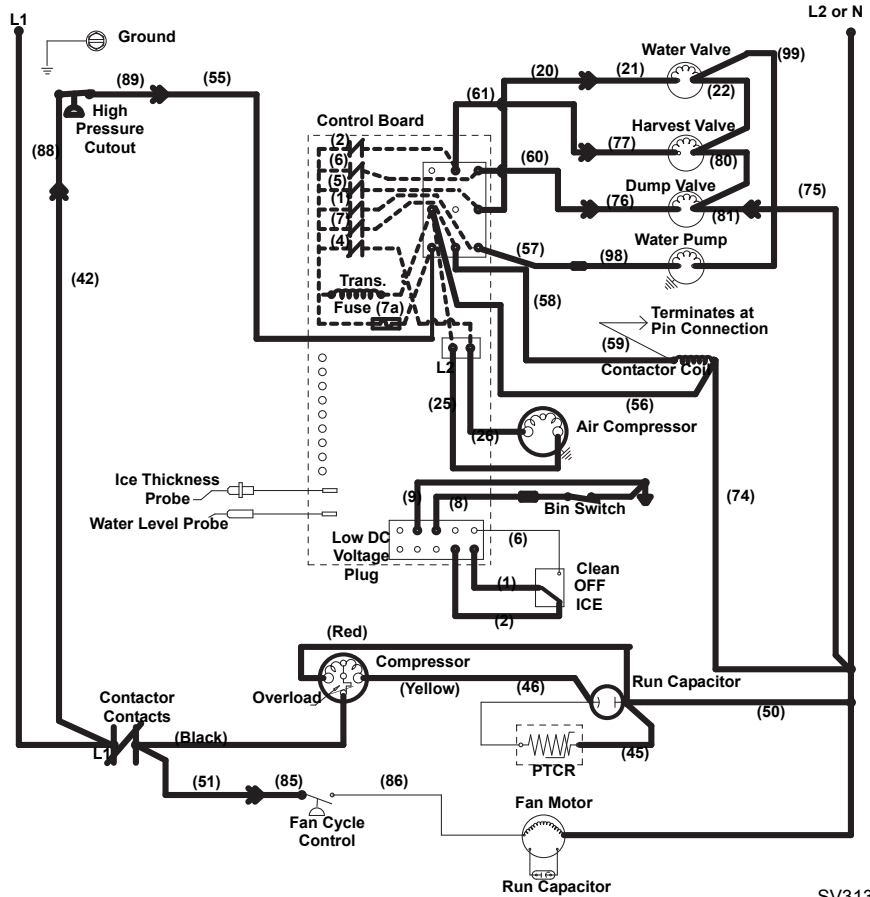 L1
L2 or N
Ground
Water Valve
(99)
(89)
(55)
(20)
(21)
(22)
High
Pressure
Cutout
(61)
Control Board
Harvest Valve
(88)
(2)
(77)
(80)
(6)
(60)
(5)
Dump Valve
(75)
(1)
(76)
(81)
(7)
(4)
(57)
Water Pump
(98)
(42)
Trans.
Fuse (7a)
(58)
Terminates at
Pin Connection
(59)
L2
Contactor Coil
(25)
(56)
(26)
Air Compressor
Ice Thickness
Probe
(9)
(8)
(74)
Water Level Probe
Bin Switch
Low DC
Voltage
Plug
(6)
Clean
OFF
ICE
(1)
(2)
(Red)
Compressor
Overload
(Yellow)
(46)
Run Capacitor
Contactor
Contacts
(50)
L1
(Black)
(45)
PTCR
(51)
(85)
(86)
Fan Cycle
Control
Fan Motor
Run Capacitor
SV313